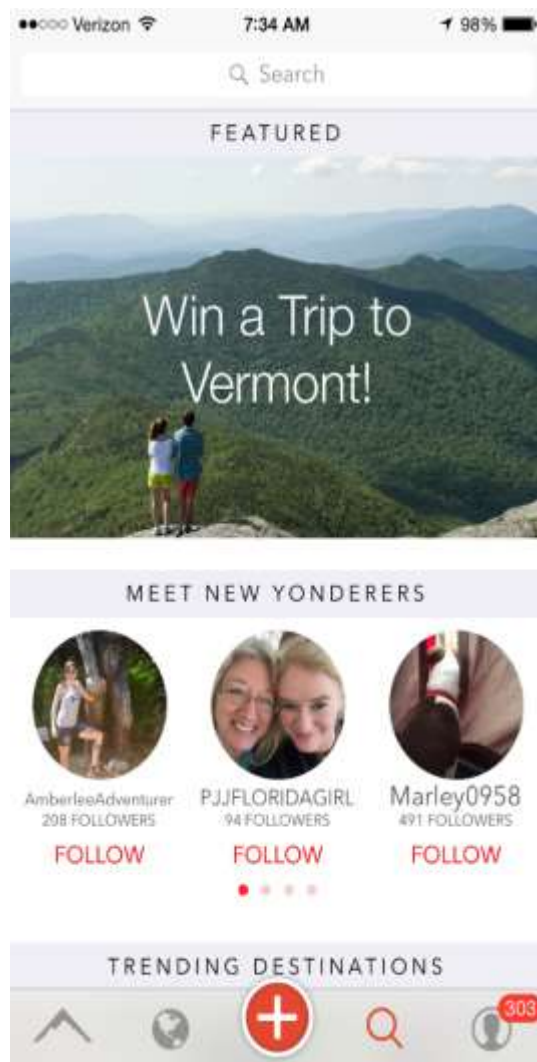 Verizon 7:34 AM 98%
Search
FEATURED
Win a Trip to
Vermont!
MEET NEW YONDERERS
AmberleeAdventurer PJJFLORIDAGIRL Marley0958
208 FOLLOWERS 94 FOLLOWERS 491 FOLLOWERS
FOLLOW FOLLOW FOLLOW
TRENDING DESTINATIONS
303